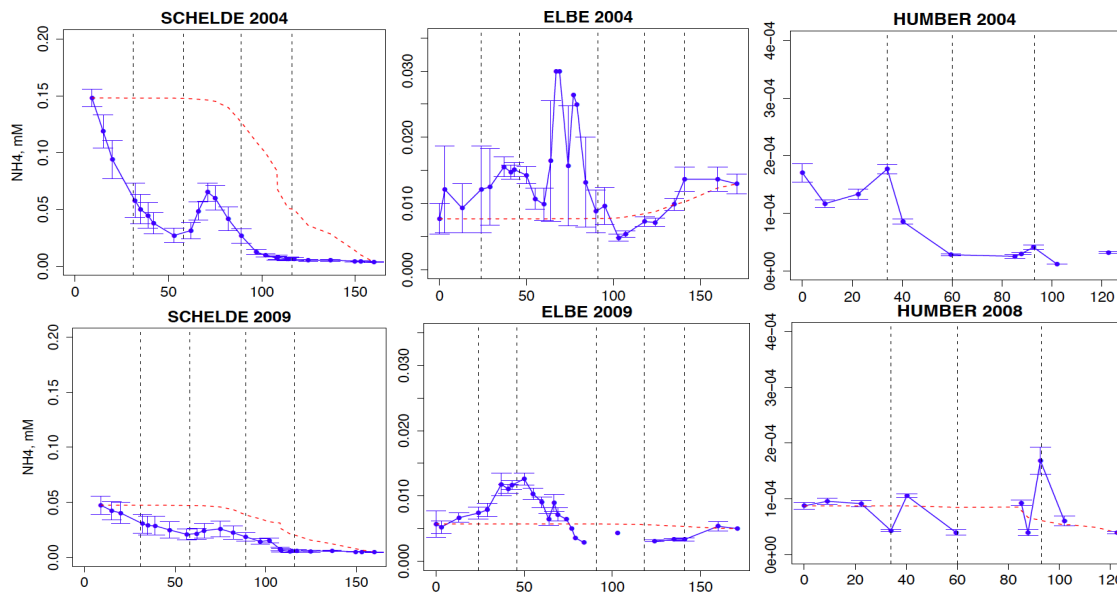 SCHELDE 2004
ELBE 2004
HUMBER 2004
NH4, mM
0.00 0.05 0.10 0.15 0.20
0.000 0.010 0.020 0.030
0e+00 1e-04 2e-04 3e-04 4e-04
0 50 100 150
0 50 100 150
0 20 40 60 80 100 120
SCHELDE 2009
ELBE 2009
HUMBER 2008
NH4, mM
0.00 0.05 0.10 0.15 0.20
0.000 0.010 0.020 0.030
0e+00 1e-04 2e-04 3e-04 4e-04
0 50 100 150
0 50 100 150
0 20 40 60 80 100 120